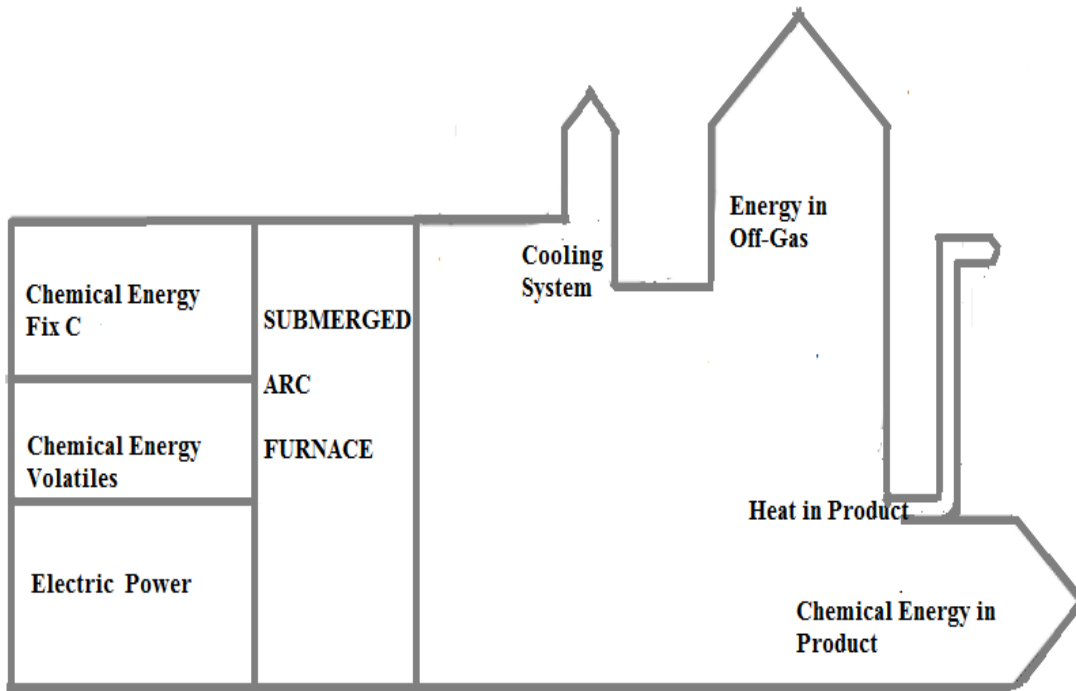 Chemical Energy
Fix C
Chemical Energy
Volatiles
Electric Power
SUBMERGED
ARC
FURNACE
Cooling
System
Energy in
Off-Gas
Heat in Product
Chemical Energy in
Product